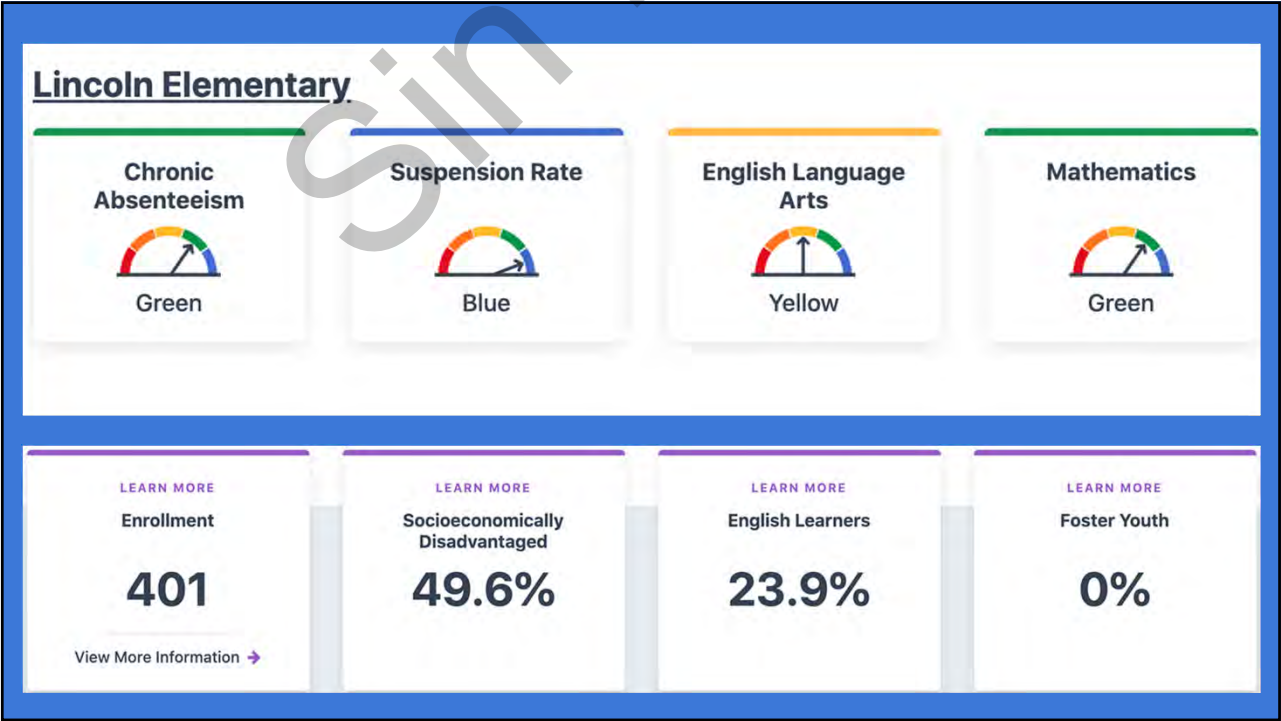 Lincoln Elementary
Chronic
Absenteeism
Green
Suspension Rate
Blue
English Language
Arts
Yellow
Mathematics
Green
LEARN MORE
Enrollment
401
View More Information
LEARN MORE
Socioeconomically
Disadvantaged
49.6%
LEARN MORE
English Learners
23.9%
LEARN MORE
Foster Youth
0%
Sin